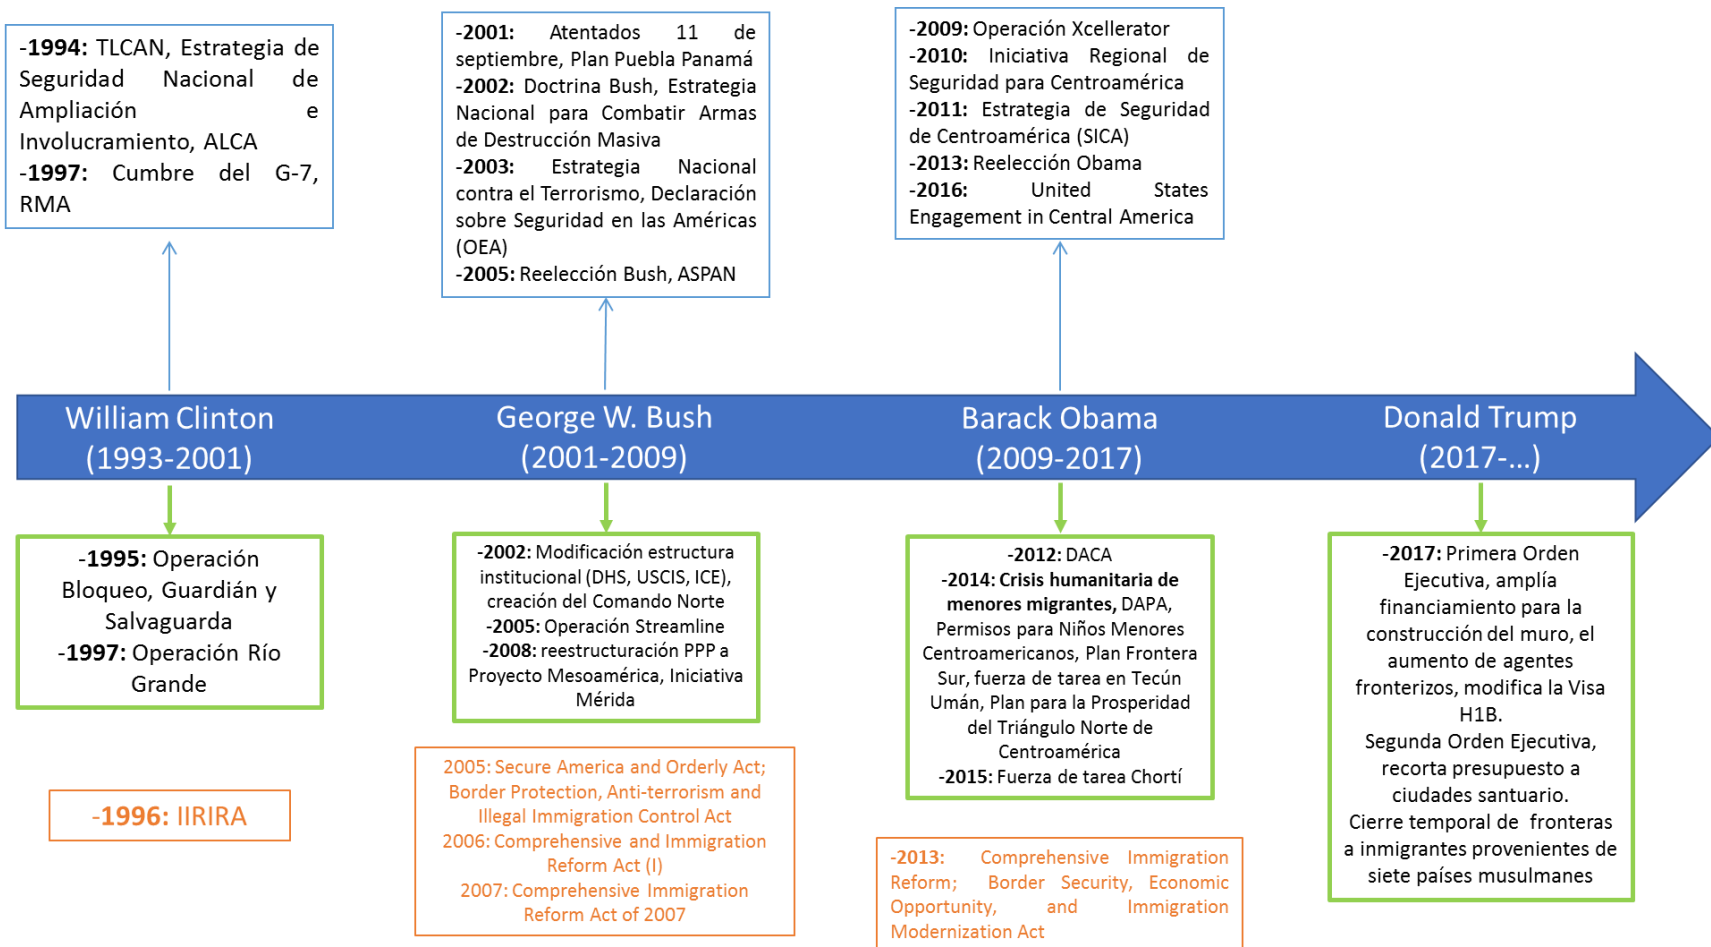 -1994: TLCAN, Estrategia de
Seguridad Nacional de
Ampliación e
Involucramiento, ALCA
-1997: Cumbre del G-7,
RMA
-2001: Atentados 11 de
septiembre, Plan Puebla Panamá
-2002: Doctrina Bush, Estrategia
Nacional para Combatir Armas
de Destrucción Masiva
-2003: Estrategia Nacional
contra el Terrorismo, Declaración
sobre Seguridad en las Américas
(OEA)
-2005: Reelección Bush, ASPAN
-2009: Operación Xcellerator
-2010: Iniciativa Regional de
Seguridad para Centroamérica
-2011: Estrategia de Seguridad
de Centroamérica (SICA)
-2013: Reelección Obama
-2016: United States
Engagement in Central America
William Clinton
(1993-2001)
George W. Bush
(2001-2009)
Barack Obama
(2009-2017)
Donald Trump
(2017-...)
-1995: Operación
Bloqueo, Guardián y
Salvaguarda
-1997: Operación Río
Grande
-2002: Modificación estructura
institucional (DHS, USCIS, ICE),
creación del Comando Norte
-2005: Operación Streamline
-2008: reestructuración PPP a
Proyecto Mesoamérica, Iniciativa
Mérida
-2012: DACA
-2014: Crisis humanitaria de
menores migrantes, DAPA,
Permisos para Niños Menores
Centroamericanos, Plan Frontera
Sur, fuerza de tarea en Tecún
Umán, Plan para la Prosperidad
del Triángulo Norte de
Centroamérica
-2015: Fuerza de tarea Chortí
-2017: Primera Orden
Ejecutiva, amplía
financiamiento para la
construcción del muro, el
aumento de agentes
fronterizos, modifica la Visa
H1B.
Segunda Orden Ejecutiva,
recorta presupuesto a
ciudades santuario.
Cierre temporal de fronteras
a inmigrantes provenientes de
siete países musulmanes
-1996: IIRIRA
2005: Secure America and Orderly Act;
Border Protection, Anti-terrorism and
Illegal Immigration Control Act
2006: Comprehensive and Immigration
Reform Act (I)
2007: Comprehensive Immigration
Reform Act of 2007
-2013: Comprehensive Immigration
Reform; Border Security, Economic
Opportunity, and Immigration
Modernization Act